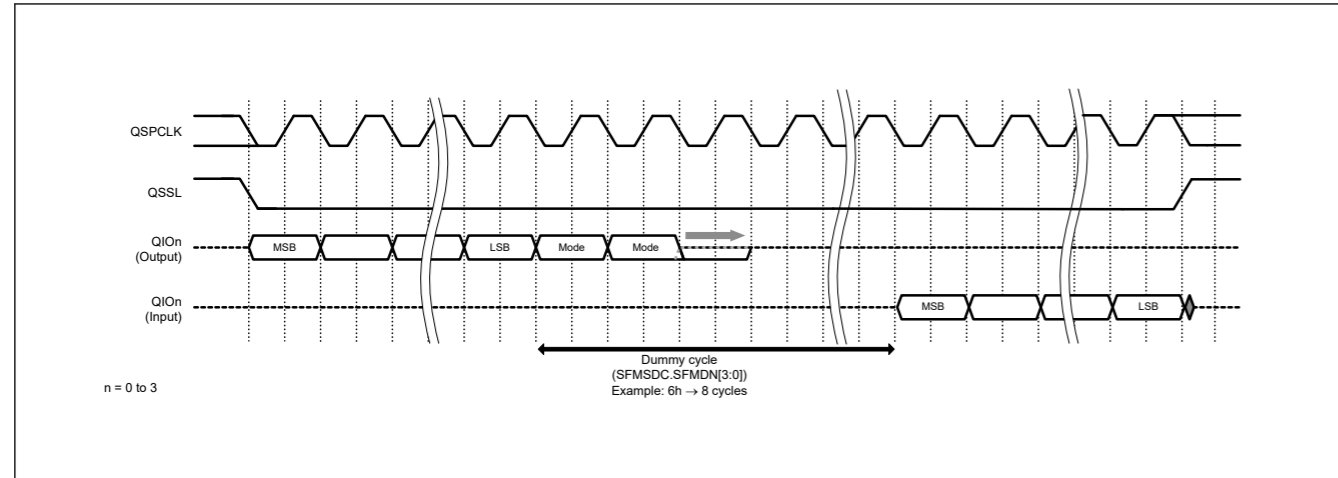 QSPCLK
QSSL
QIOn
(Output)
MSB
LSB
Mode
Mode
QIOn
(Input)
MSB
LSB
Dummy cycle
(SFMSDC.SFMDN[3:0])
Example: 6h → 8 cycles
n = 0 to 3